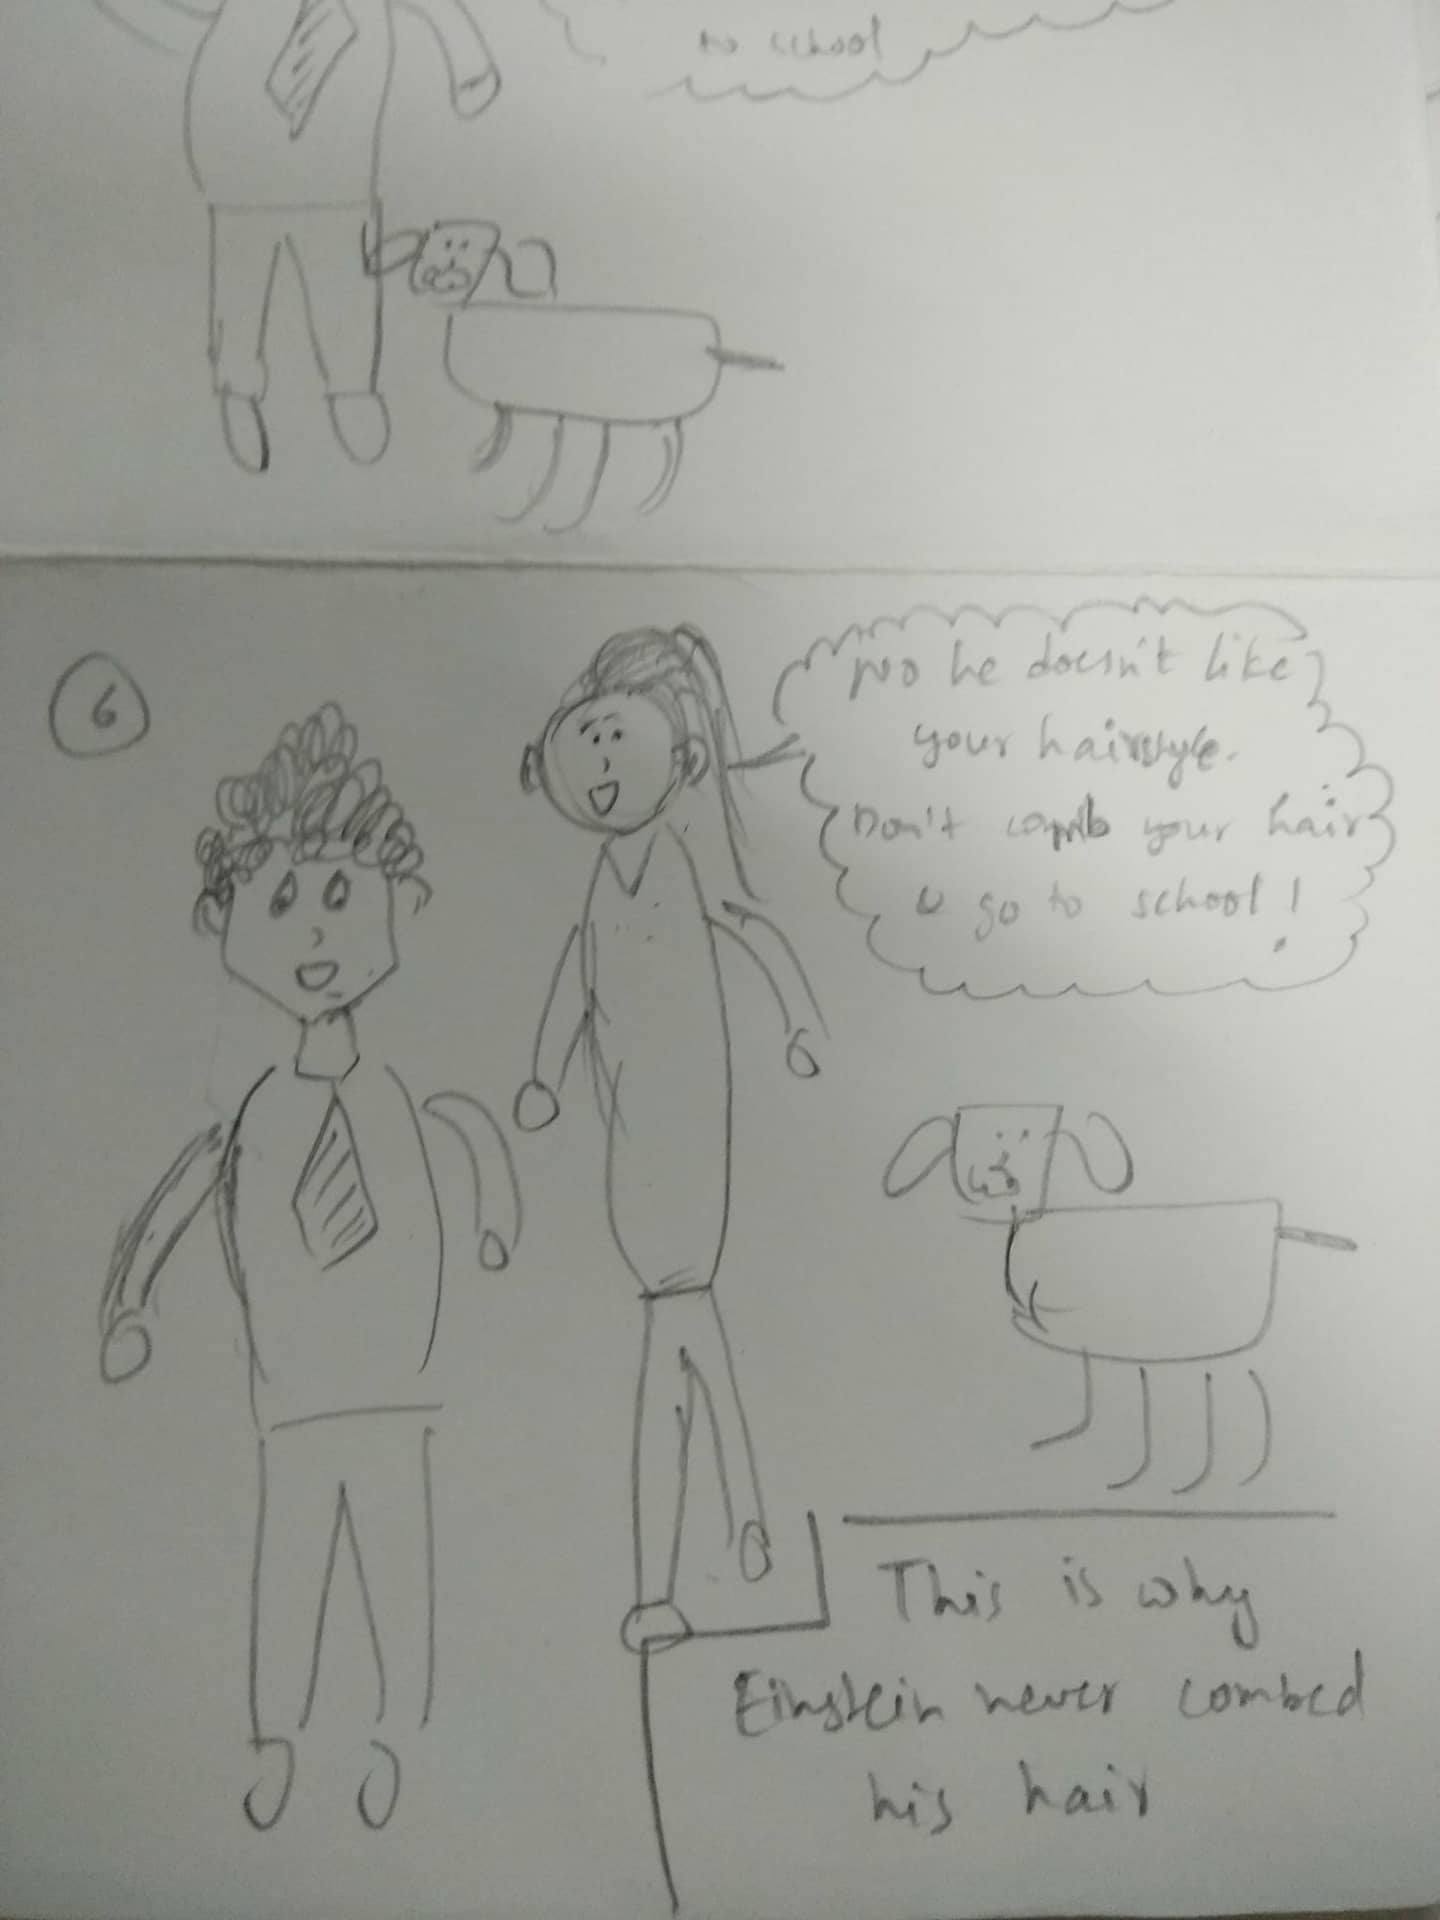 to school
6
No he doesn't like
your hairstyle.
Don't comb your hair
u go to school!
This is why
Einstein never combed
his hair